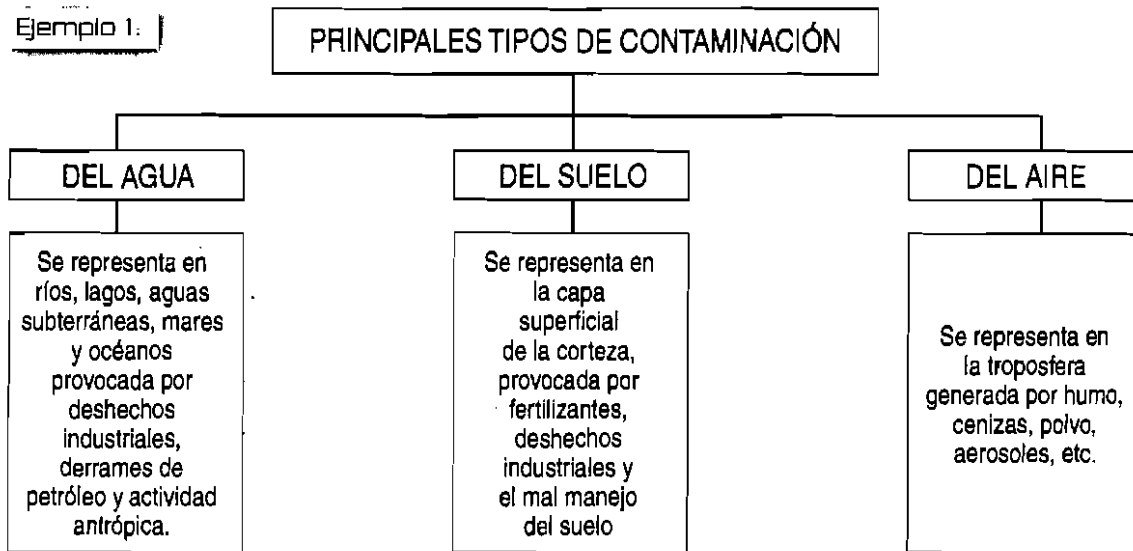 Ejemplo 1:
PRINCIPALES TIPOS DE CONTAMINACIÓN
DEL AGUA
Se representa en
ríos, lagos, aguas
subterráneas, mares
y océanos
provocada por
deshechos
industriales,
derrames de
petróleo y actividad
antrópica.
DEL SUELO
Se representa en
la capa
superficial
de la corteza,
provocada por
fertilizantes,
deshechos
industriales y
el mal manejo
del suelo
DEL AIRE
Se representa en
la troposfera
generada por humo,
cenizas, polvo,
aerosoles, etc.